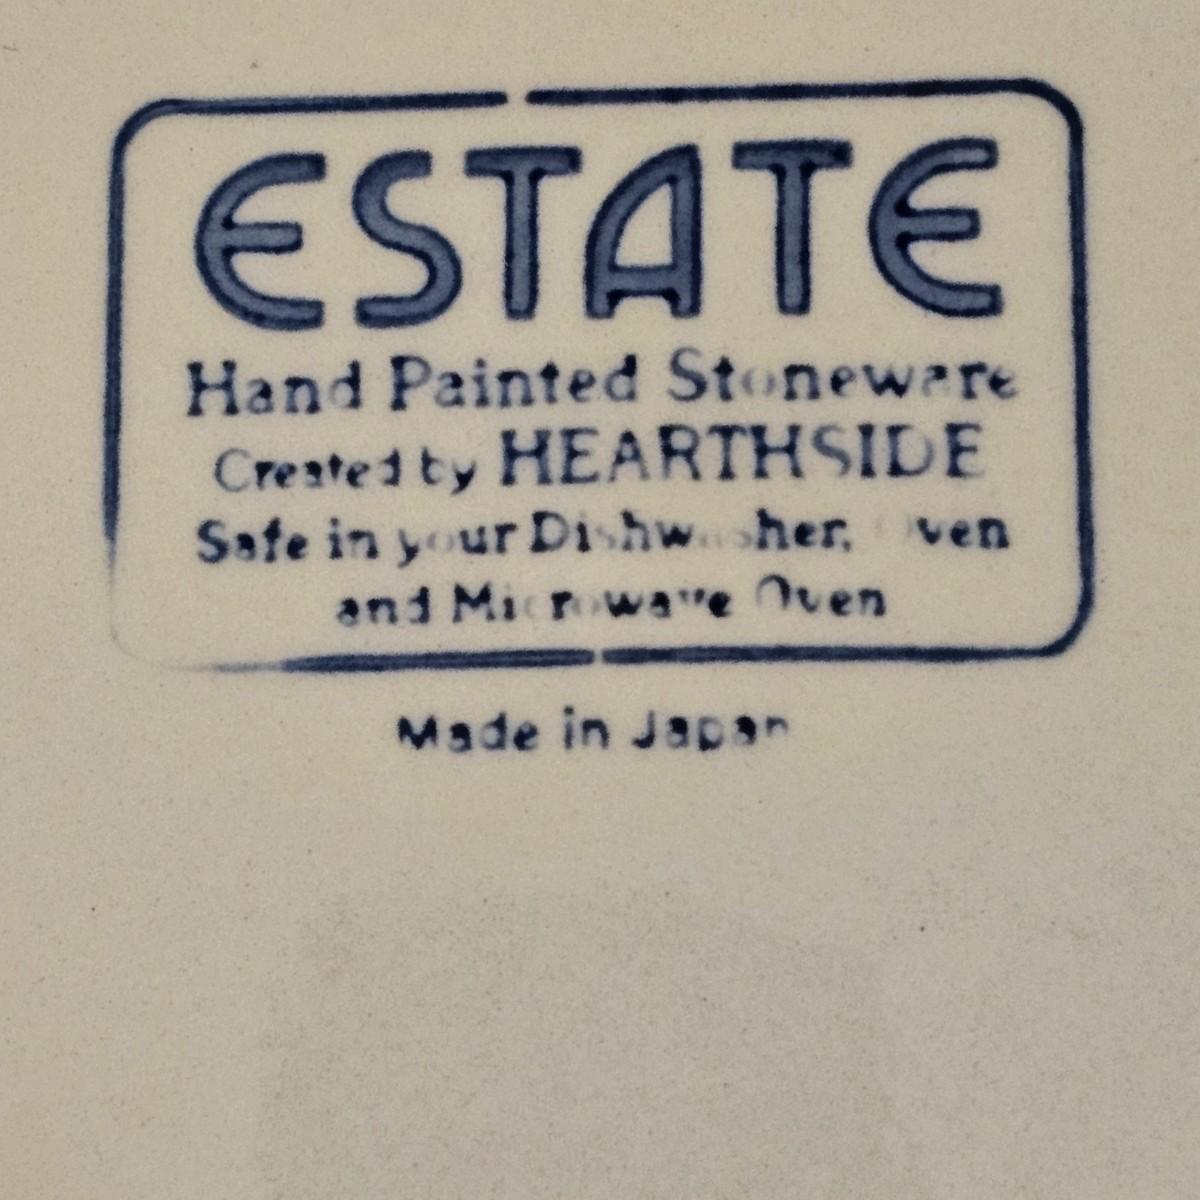 ESTATE
Hand Painted Stoneware
Created by HEARTHSIDE
Safe in your Dishwasher, Oven
and Microwave Oven
Made in Japan